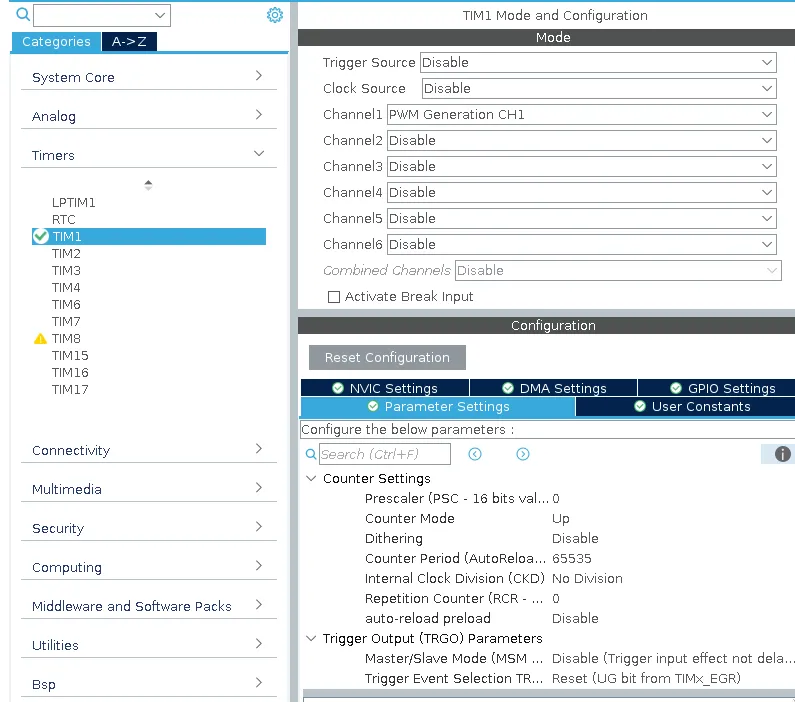 Categories A->Z
System Core
Analog
Timers
LPTIM1
RTC
TIM1
TIM2
TIM3
TIM4
TIM6
TIM7
TIM8
TIM15
TIM16
TIM17
Connectivity
Multimedia
Security
Computing
Middleware and Software Packs
Utilities
Bsp
TIM1 Mode and Configuration
Mode
Trigger Source Disable
Clock Source Disable
Channel1 PWM Generation CH1
Channel2 Disable
Channel3 Disable
Channel4 Disable
Channel5 Disable
Channel6 Disable
Combined Channels Disable
Activate Break Input
Configuration
Reset Configuration
NVIC Settings DMA Settings GPIO Settings
Parameter Settings User Constants
Configure the below parameters :
Search (Ctrl+F)
Counter Settings
Prescaler (PSC - 16 bits val... 0
Counter Mode Up
Dithering Disable
Counter Period (AutoReloa... 65535
Internal Clock Division (CKD) No Division
Repetition Counter (RCR - ... 0
auto-reload preload Disable
Trigger Output (TRGO) Parameters
Master/Slave Mode (MSM ... Disable (Trigger input effect not dela...
Trigger Event Selection TR... Reset (UG bit from TIMx_EGR)